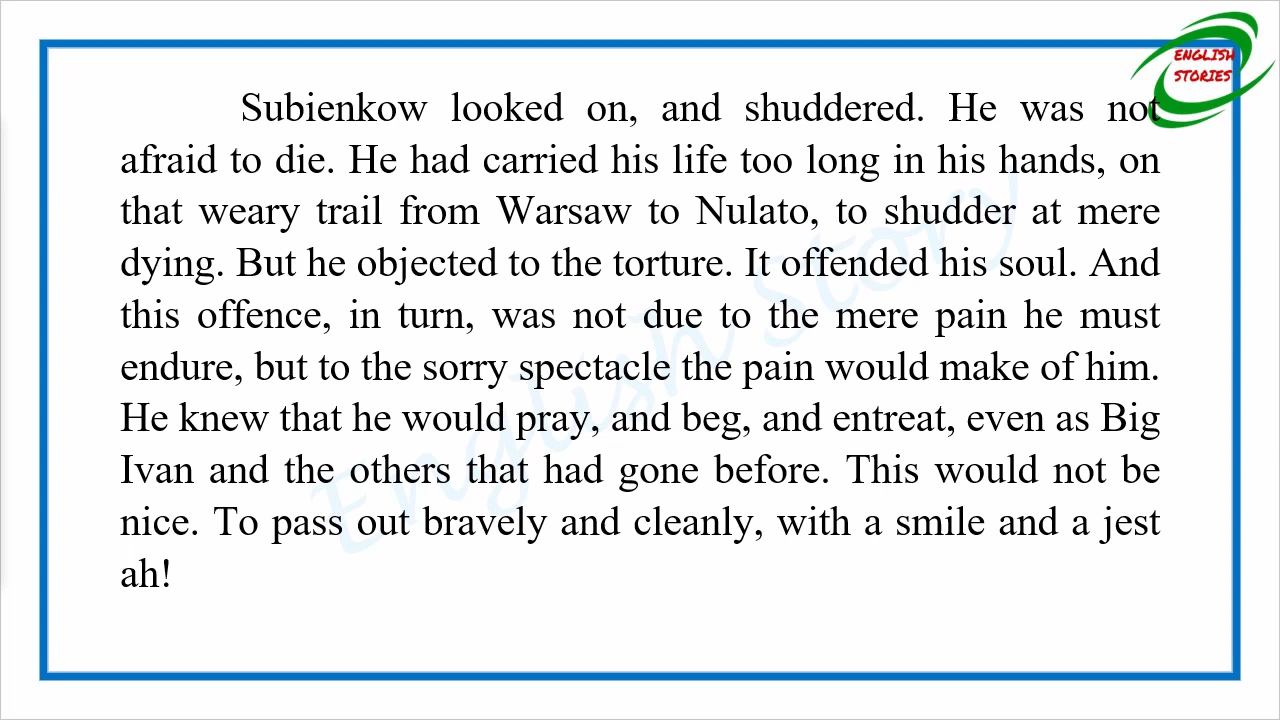 ENGLISH
STORIES
Subienkow looked on, and shuddered. He was not
afraid to die. He had carried his life too long in his hands, on
that weary trail from Warsaw to Nulato, to shudder at mere
dying. But he objected to the torture. It offended his soul. And
this offence, in turn, was not due to the mere pain he must
endure, but to the sorry spectacle the pain would make of him.
He knew that he would pray, and beg, and entreat, even as Big
Ivan and the others that had gone before. This would not be
nice. To pass out bravely and cleanly, with a smile and a jest
ah!
English Story